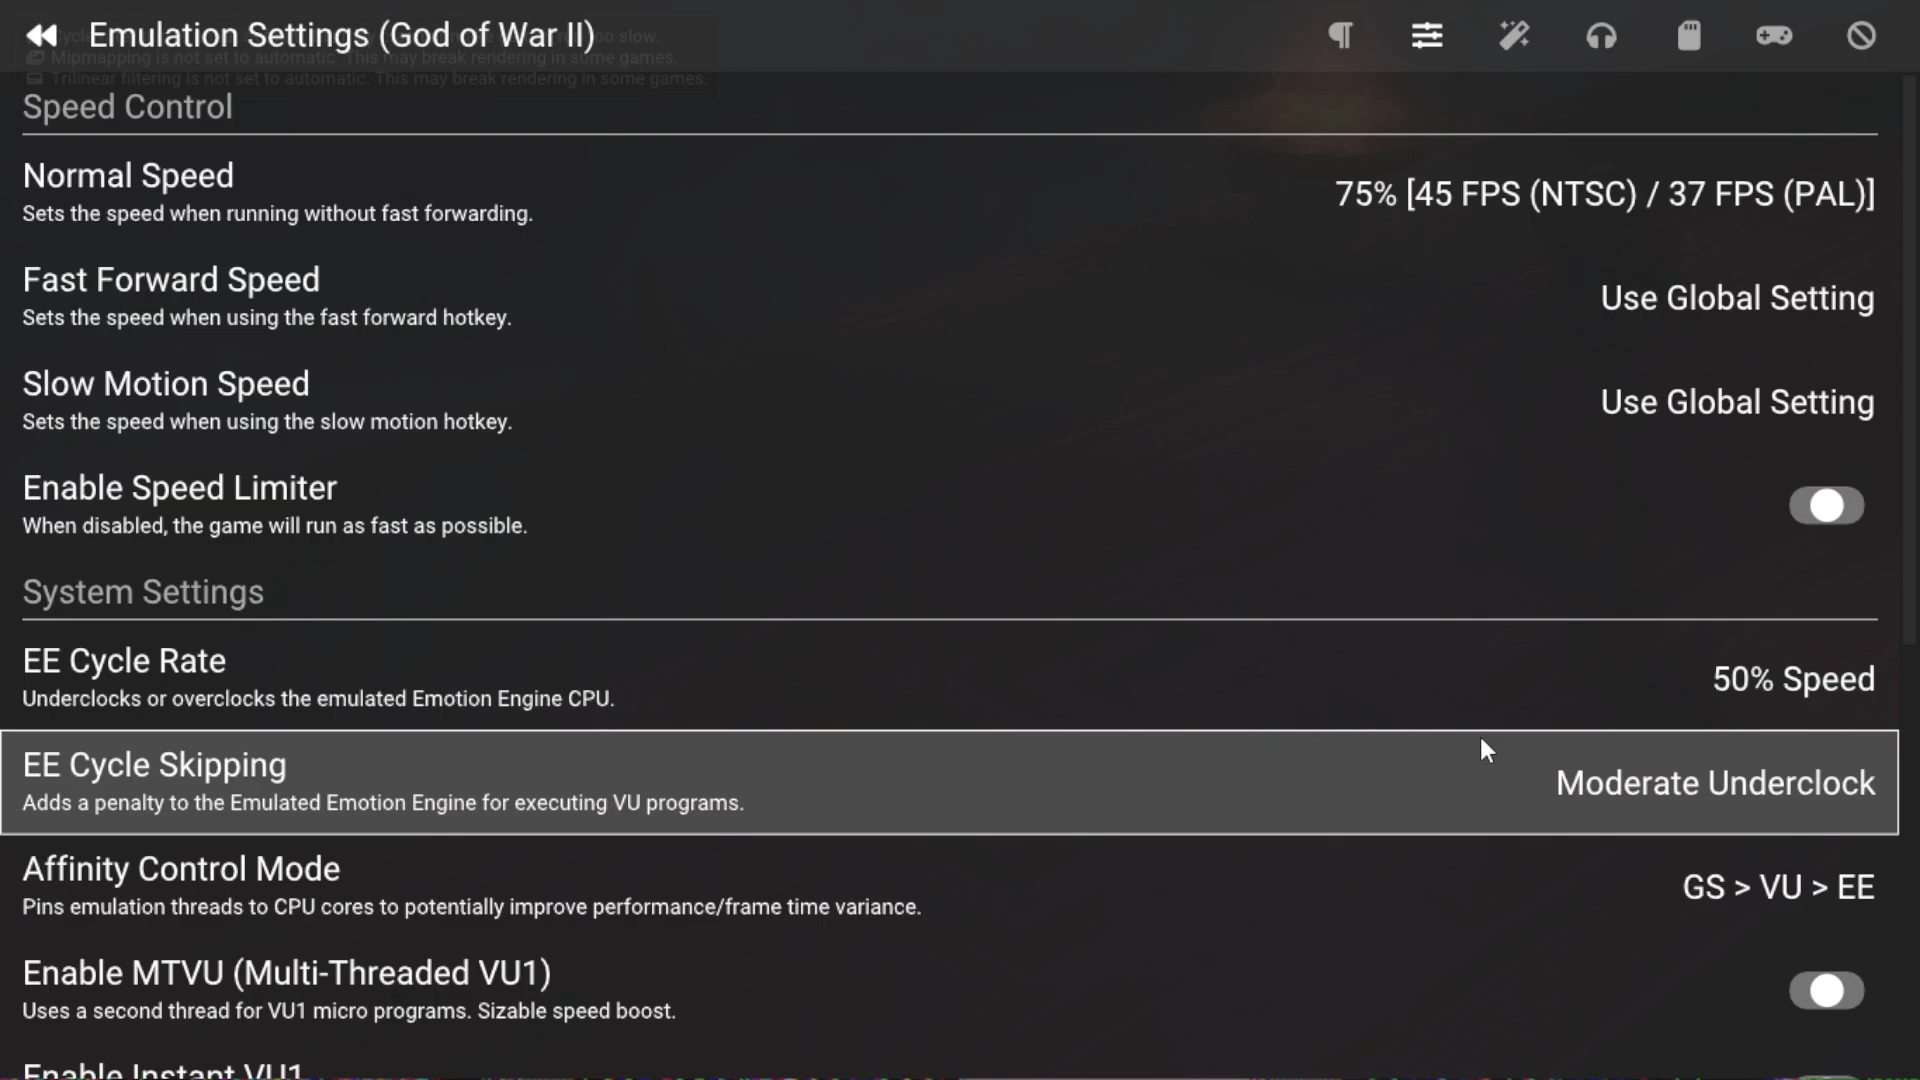 Emulation Settings (God of War II)
too slow.
Mipmapping is not set to automatic. This may break rendering in some games.
Trilinear filtering is not set to automatic. This may break rendering in some games.
Speed Control
Normal Speed
75% [45 FPS (NTSC) / 37 FPS (PAL)]
Sets the speed when running without fast forwarding.
Fast Forward Speed
Use Global Setting
Sets the speed when using the fast forward hotkey.
Slow Motion Speed
Use Global Setting
Sets the speed when using the slow motion hotkey.
Enable Speed Limiter
When disabled, the game will run as fast as possible.
System Settings
EE Cycle Rate
50% Speed
Underclocks or overclocks the emulated Emotion Engine CPU.
EE Cycle Skipping
Moderate Underclock
Adds a penalty to the Emulated Emotion Engine for executing VU programs.
Affinity Control Mode
GS > VU > EE
Pins emulation threads to CPU cores to potentially improve performance/frame time variance.
Enable MTVU (Multi-Threaded VU1)
Uses a second thread for VU1 micro programs. Sizable speed boost.
Enable Instant VU1